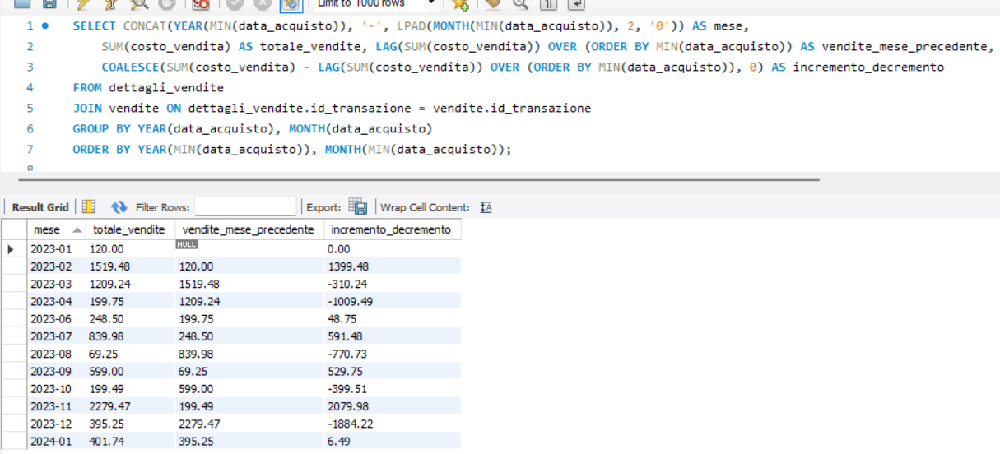 Limit to 1000 rows
1 SELECT CONCAT(YEAR(MIN(data_acquisto)), '-', LPAD(MONTH(MIN(data_acquisto)), 2, '0')) AS mese,
2 SUM(costo_vendita) AS totale_vendite, LAG(SUM(costo_vendita)) OVER (ORDER BY MIN(data_acquisto)) AS vendite_mese_precedente,
3 COALESCE(SUM(costo_vendita) - LAG(SUM(costo_vendita)) OVER (ORDER BY MIN(data_acquisto)), 0) AS incremento_decremento
4 FROM dettagli_vendite
5 JOIN vendite ON dettagli_vendite.id_transazione = vendite.id_transazione
6 GROUP BY YEAR(data_acquisto), MONTH(data_acquisto)
7 ORDER BY YEAR(MIN(data_acquisto)), MONTH(MIN(data_acquisto));
8
Result Grid Filter Rows: Export: Wrap Cell Content:
mese totale_vendite vendite_mese_precedente incremento_decremento
2023-01 120.00 NULL 0.00
2023-02 1519.48 120.00 1399.48
2023-03 1209.24 1519.48 -310.24
2023-04 199.75 1209.24 -1009.49
2023-06 248.50 199.75 48.75
2023-07 839.98 248.50 591.48
2023-08 69.25 839.98 -770.73
2023-09 599.00 69.25 529.75
2023-10 199.49 599.00 -399.51
2023-11 2279.47 199.49 2079.98
2023-12 395.25 2279.47 -1884.22
2024-01 401.74 395.25 6.49